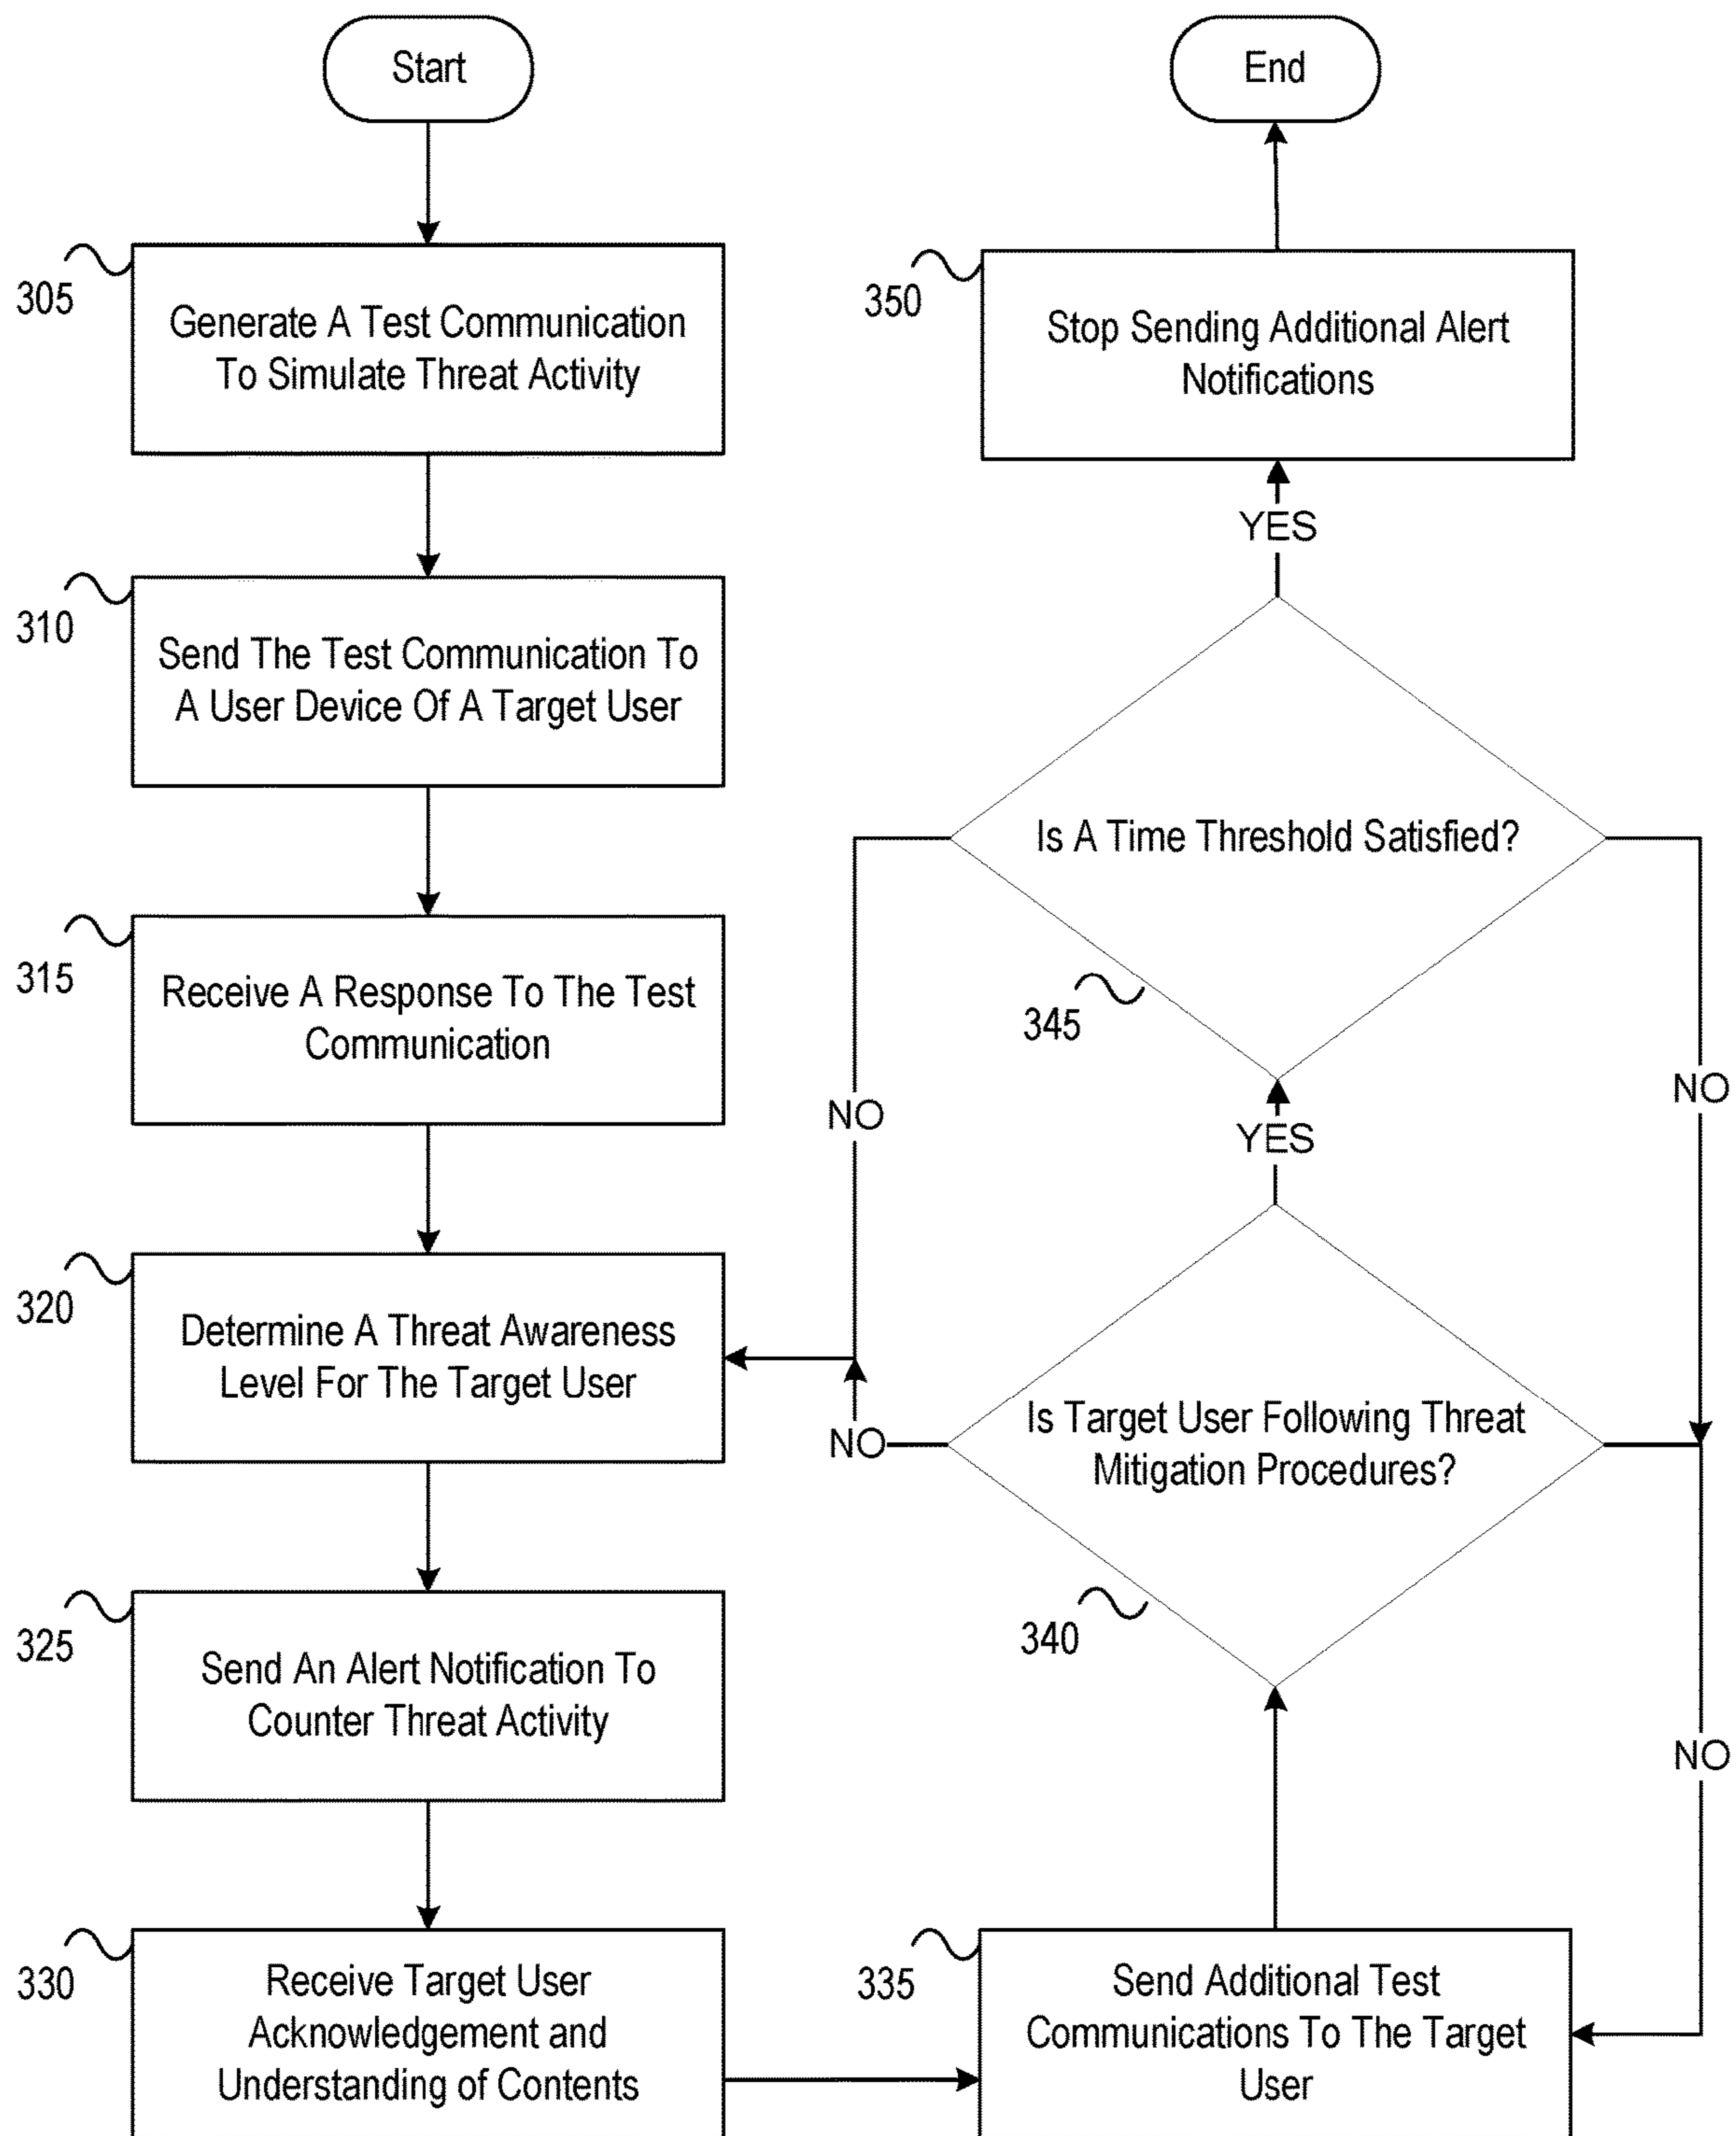 Start
305
Generate A Test Communication
To Simulate Threat Activity
310
Send The Test Communication To
A User Device Of A Target User
315
Receive A Response To The Test
Communication
320
Determine A Threat Awareness
Level For The Target User
325
Send An Alert Notification To
Counter Threat Activity
330
Receive Target User
Acknowledgement and
Understanding of Contents
335
Send Additional Test
Communications To The Target
User
340
Is Target User Following Threat
Mitigation Procedures?
NO
NO
YES
345
Is A Time Threshold Satisfied?
NO
NO
YES
350
Stop Sending Additional Alert
Notifications
End